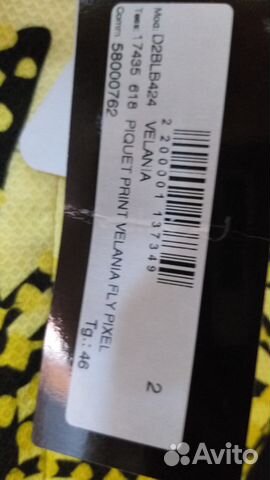 Mod. D2BLB424 VELANIA
2 200001 137349
Tess: 17435 618 PIQUET PRINT VELANIA FLY PIXEL
Comm. 58000762
Tg.: 46
2
Avito